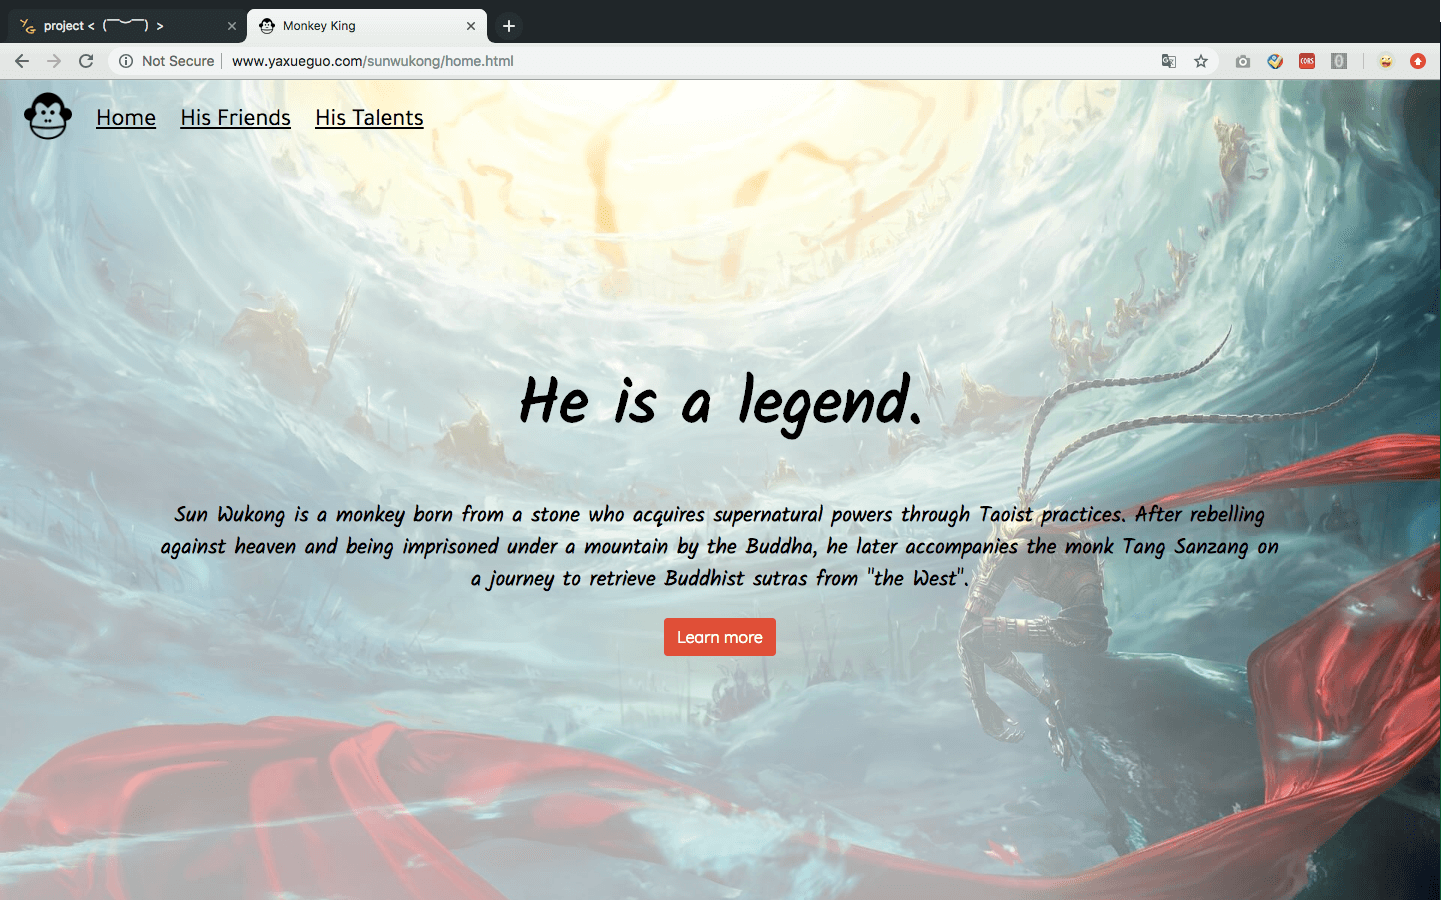 project < (͡ ͡) >
Monkey King
Not Secure
www.yaxueguo.com/sunwukong/home.html
CORS
Home
His Friends
His Talents
He is a legend.
Sun Wukong is a monkey born from a stone who acquires supernatural powers through Taoist practices. After rebelling
against heaven and being imprisoned under a mountain by the Buddha, he later accompanies the monk Tang Sanzang on
a journey to retrieve Buddhist sutras from "the West".
Learn more